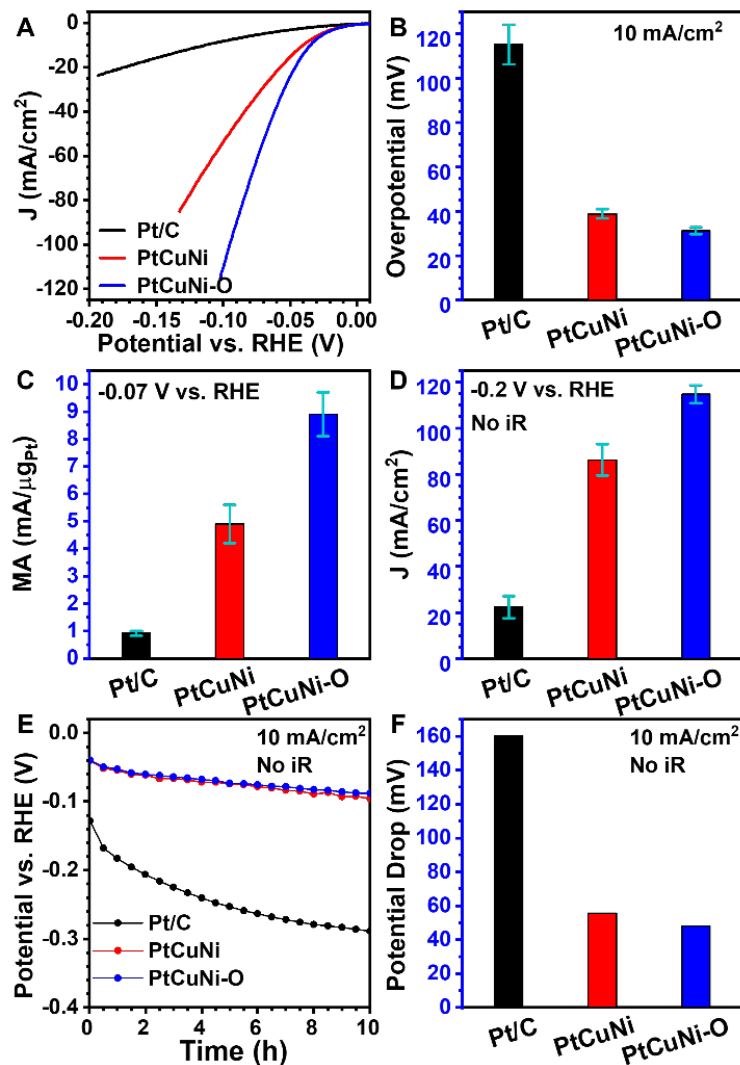 A
J (mA/cm²)
0
-20
-40
-60
-80
-100
-120
Pt/C
PtCuNi
PtCuNi-O
-0.20 -0.15 -0.10 -0.05 0.00
Potential vs. RHE (V)
B
10 mA/cm²
Overpotential (mV)
120
100
80
60
40
20
0
Pt/C PtCuNi PtCuNi-O
C
-0.07 V vs. RHE
MA (mA/μgPt)
10
9
8
7
6
5
4
3
2
1
0
Pt/C PtCuNi PtCuNi-O
D
-0.2 V vs. RHE
No iR
J (mA/cm²)
120
100
80
60
40
20
0
Pt/C PtCuNi PtCuNi-O
E
10 mA/cm²
No iR
Potential vs. RHE (V)
0.0
-0.1
-0.2
-0.3
-0.4
Pt/C
PtCuNi
PtCuNi-O
0 2 4 6 8 10
Time (h)
F
10 mA/cm²
No iR
Potential Drop (mV)
160
140
120
100
80
60
40
20
0
Pt/C PtCuNi PtCuNi-O